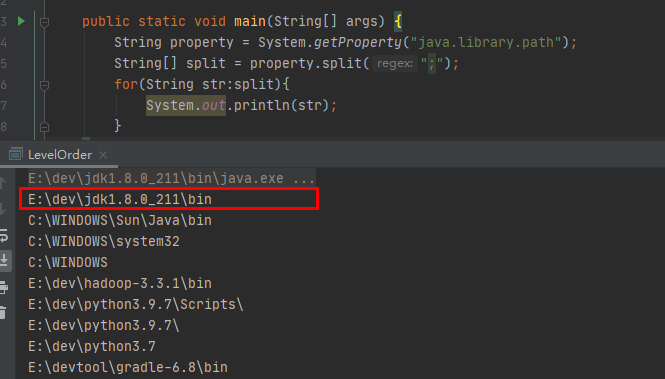 3 public static void main(String[] args) {
4 String property = System.getProperty("java.library.path");
5 String[] split = property.split( regex: ";");
6 for(String str:split){
7 System.out.println(str);
8 }
LevelOrder ×
E:\dev\jdk1.8.0_211\bin\java.exe ...
E:\dev\jdk1.8.0_211\bin
C:\WINDOWS\Sun\Java\bin
C:\WINDOWS\system32
C:\WINDOWS
E:\dev\hadoop-3.3.1\bin
E:\dev\python3.9.7\Scripts\
E:\dev\python3.9.7\
E:\dev\python3.7
E:\devtool\gradle-6.8\bin